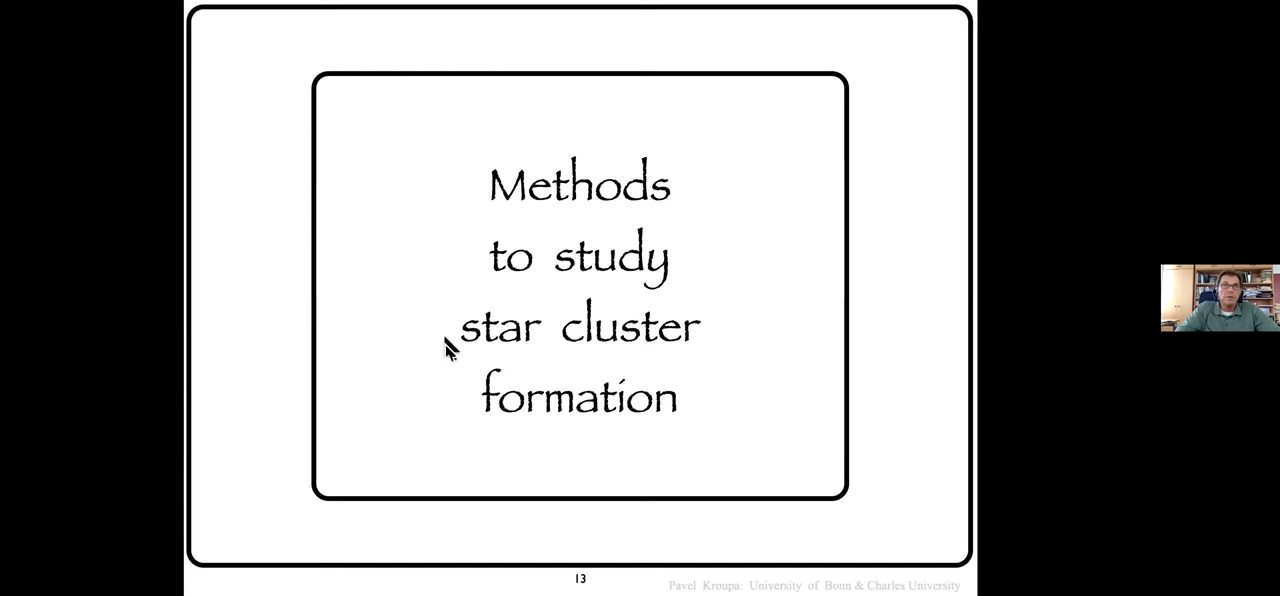 Methods
to study
star cluster
formation
13
Pavel Kroupa: University of Bonn & Charles University